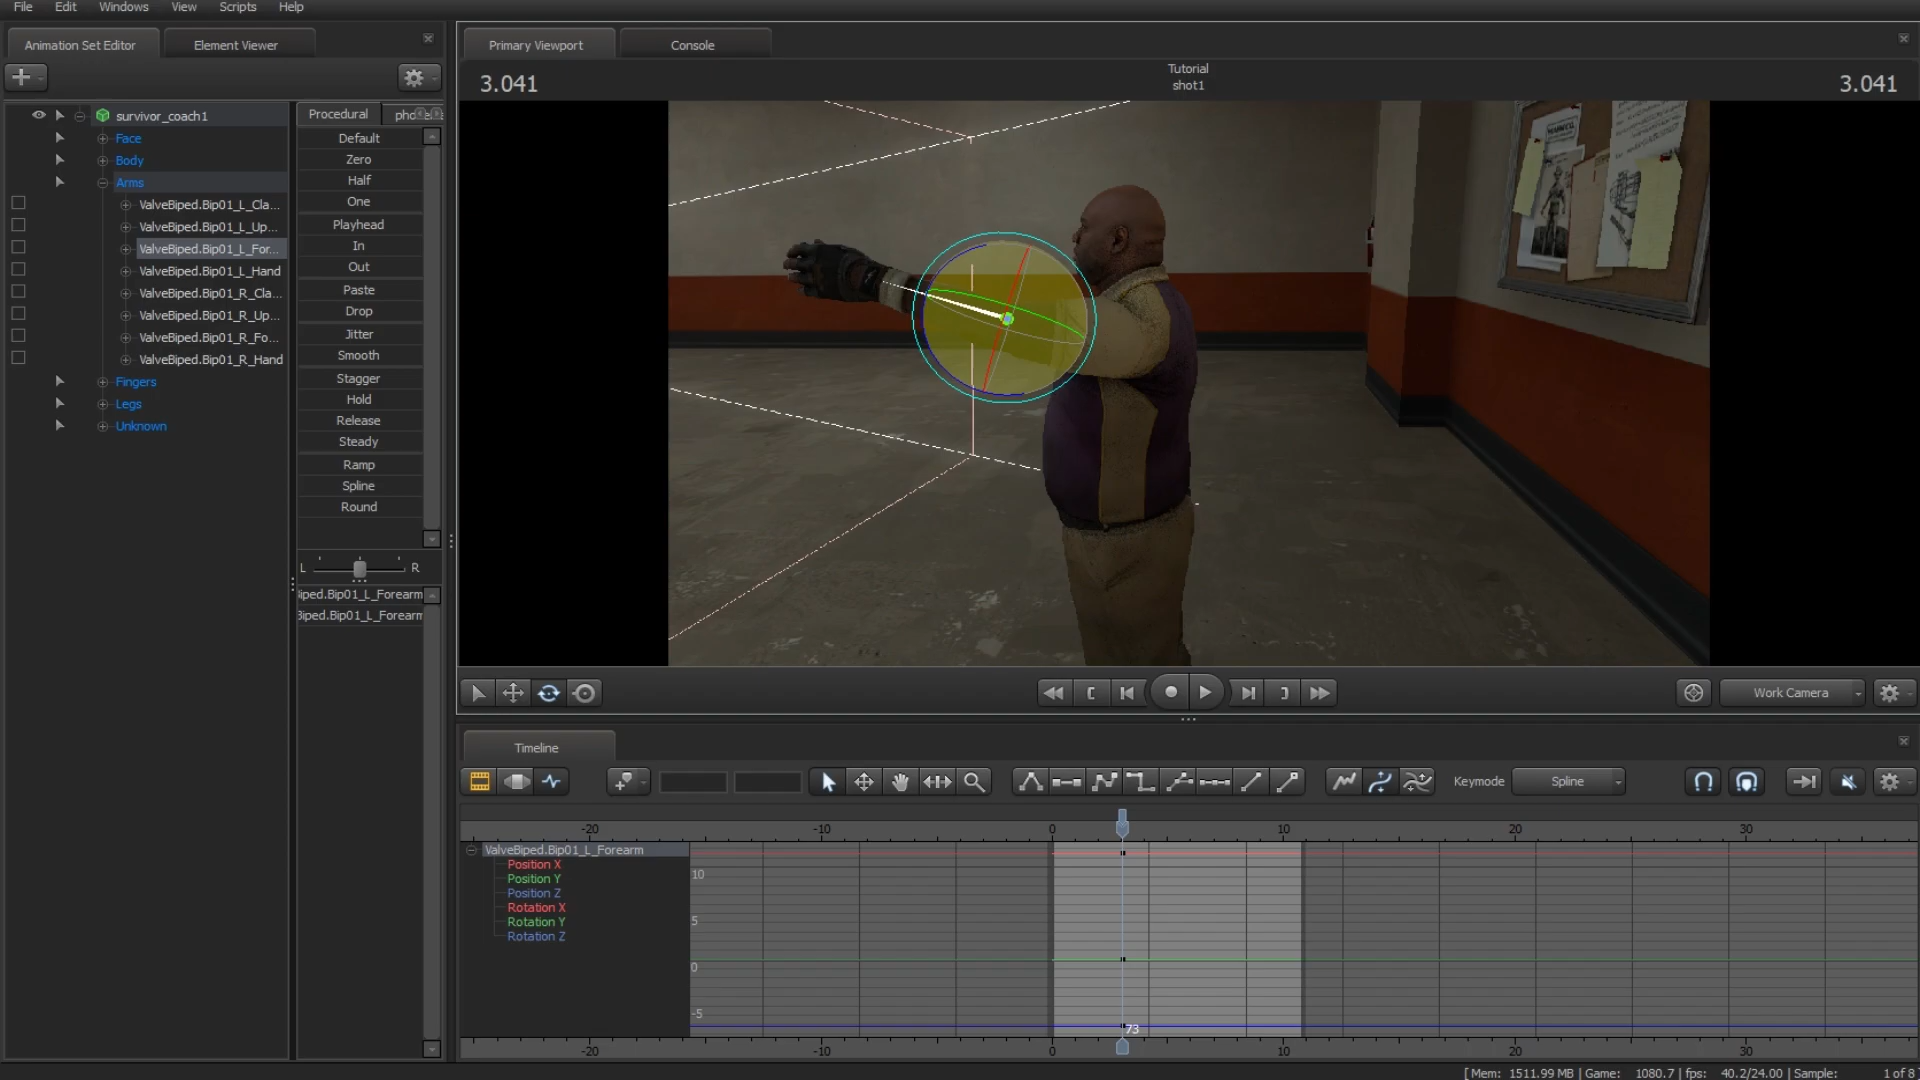 File Edit Windows View Scripts Help
Animation Set Editor Element Viewer
Primary Viewport Console
3.041 Tutorial 3.041
shot1
survivor_coach1
Face
Body
Arms
ValveBiped.Bip01_L_Cla...
ValveBiped.Bip01_L_Up...
ValveBiped.Bip01_L_For...
ValveBiped.Bip01_L_Hand
ValveBiped.Bip01_R_Cla...
ValveBiped.Bip01_R_Up...
ValveBiped.Bip01_R_Fo...
ValveBiped.Bip01_R_Hand
Fingers
Legs
Unknown
Procedural
Default
Zero
Half
One
Playhead
In
Out
Paste
Drop
Jitter
Smooth
Stagger
Hold
Release
Steady
Ramp
Spline
Round
L R
iped.Bip01_L_Forearm
Biped.Bip01_L_Forearm
Work Camera
Timeline
Keymode Spline
-20 -10 0 10 20 30
ValveBiped.Bip01_L_Forearm
Position X
Position Y
Position Z
Rotation X
Rotation Y
Rotation Z
10
5
0
-5
73
-20 -10 0 10 20 30
[ Mem: 1511.99 MB | Game: 1080.7 | fps: 40.2/24.00 | Sample: 1 of 8